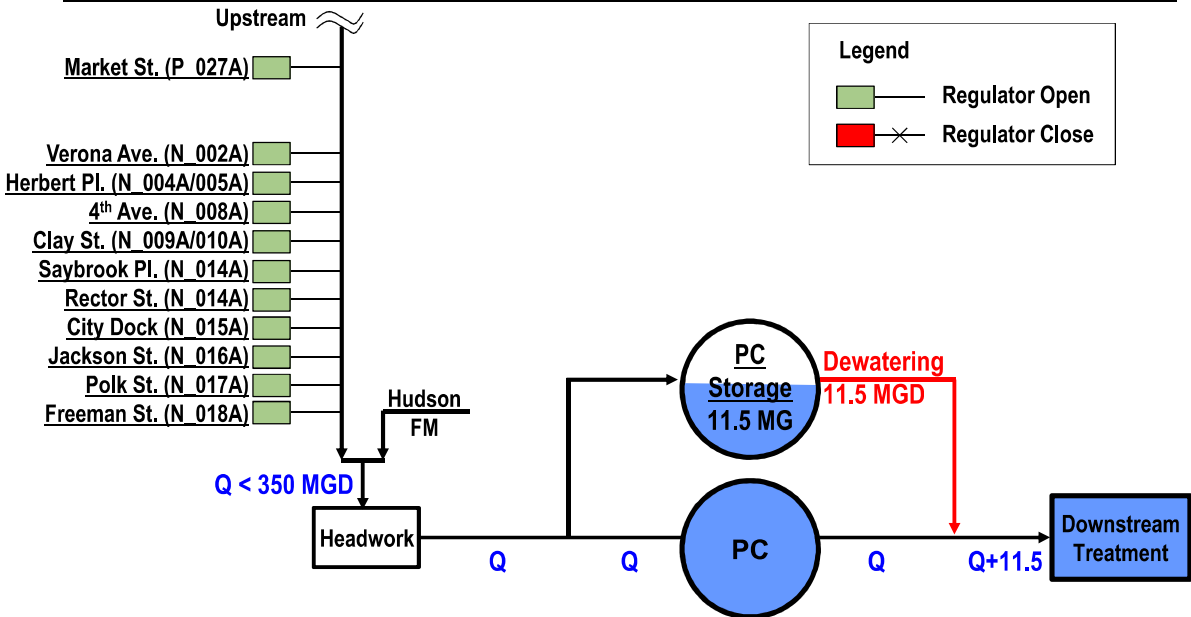 Upstream
Market St. (P_027A)
Verona Ave. (N_002A)
Herbert Pl. (N_004A/005A)
4th Ave. (N_008A)
Clay St. (N_009A/010A)
Saybrook Pl. (N_014A)
Rector St. (N_014A)
City Dock (N_015A)
Jackson St. (N_016A)
Polk St. (N_017A)
Freeman St. (N_018A)
Hudson
FM
Q < 350 MGD
Headwork
Q
Q
PC
Storage
11.5 MG
Dewatering
11.5 MGD
PC
Q
Q+11.5
Downstream
Treatment
Legend
Regulator Open
Regulator Close